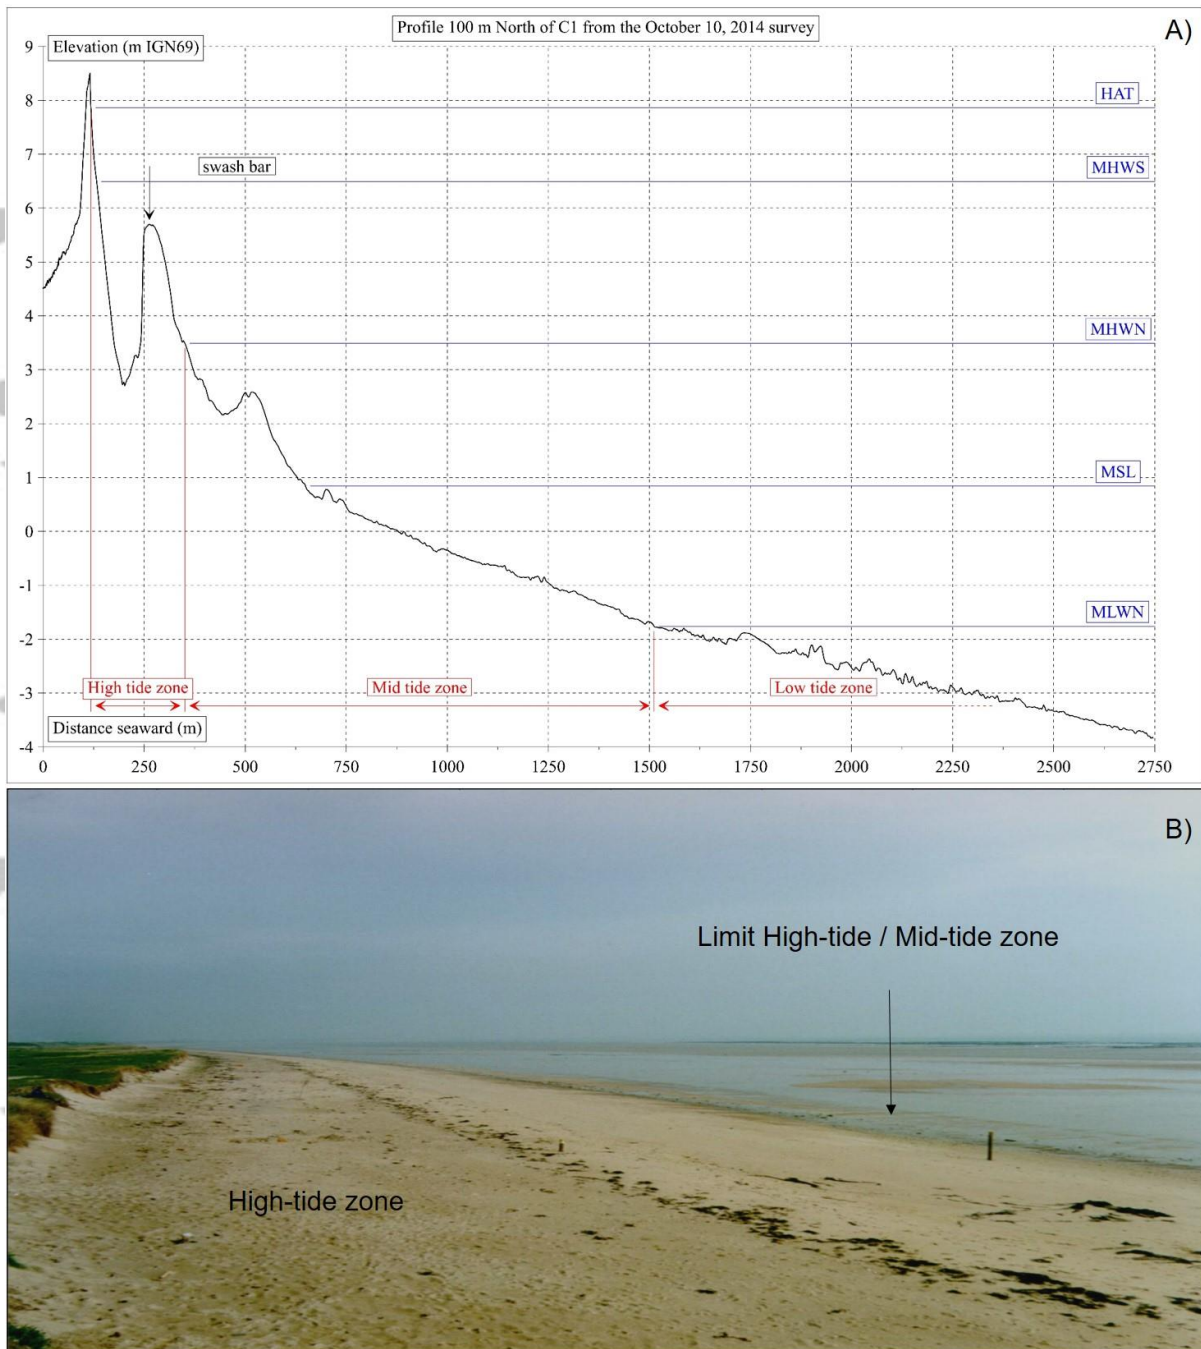 Profile 100 m North of C1 from the October 10, 2014 survey
A)
Elevation (m IGN69)
9
8
7
6
5
4
3
2
1
0
-1
-2
-3
-4
HAT
MHWS
swash bar
MHWN
MSL
MLWN
High tide zone
Mid tide zone
Low tide zone
Distance seaward (m)
0 250 500 750 1000 1250 1500 1750 2000 2250 2500 2750
B)
Limit High-tide / Mid-tide zone
High-tide zone